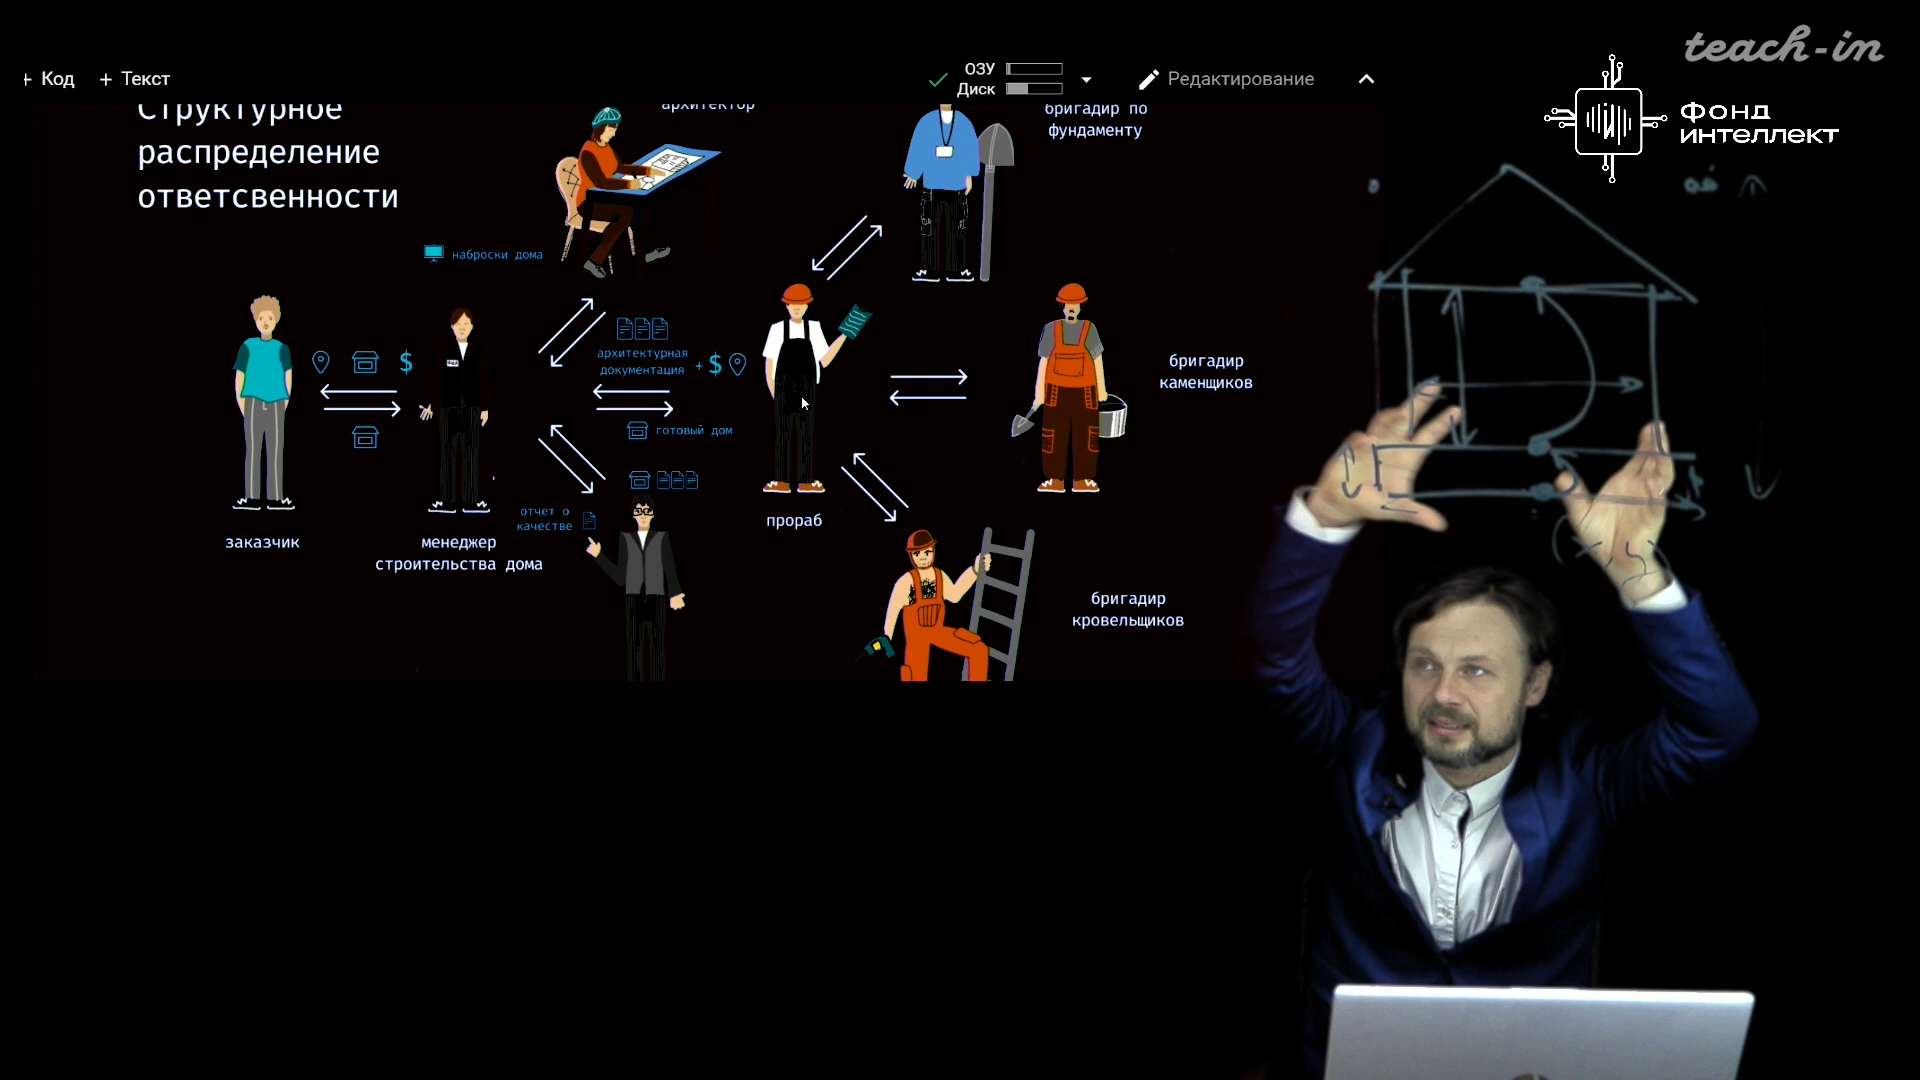 teach-in
+ Код + Текст
ОЗУ
Диск
Редактирование
Фонд
интеллект
Структурное
распределение
ответсвенности
архитектор
бригадир по
фундаменту
наброски дома
архитектурная
документация
+ $
$
готовый дом
бригадир
каменщиков
отчет о
качестве
прораб
заказчик
менеджер
строительства дома
бригадир
кровельщиков
(x, y)